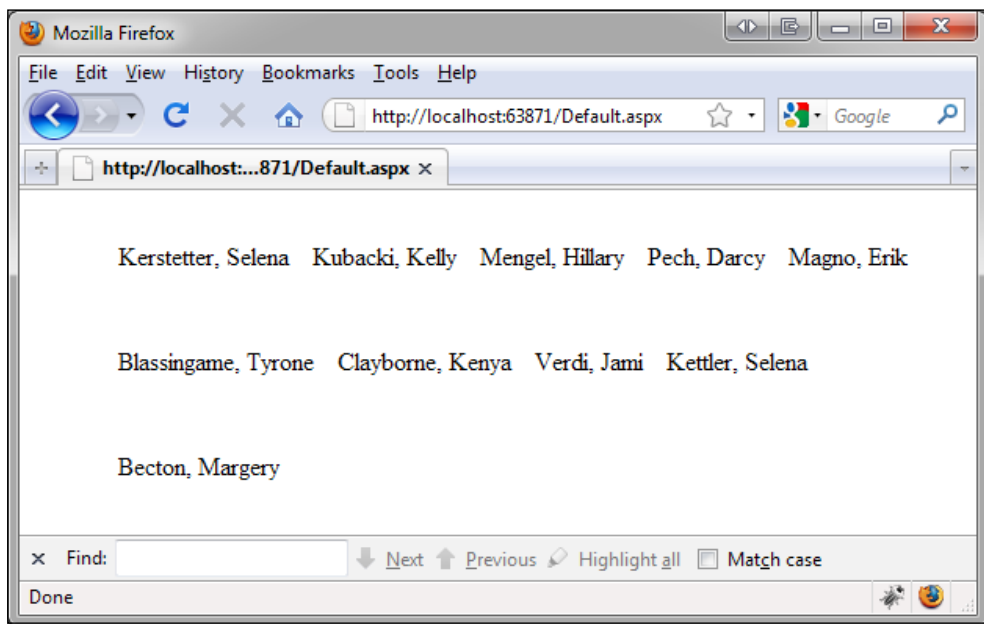 Mozilla Firefox
File Edit View History Bookmarks Tools Help
http://localhost:63871/Default.aspx Google
http://localhost:...871/Default.aspx
Kerstetter, Selena Kubacki, Kelly Mengel, Hillary Pech, Darcy Magno, Erik
Blassingame, Tyrone Clayborne, Kenya Verdi, Jami Kettler, Selena
Becton, Margery
Find: Next Previous Highlight all Match case
Done